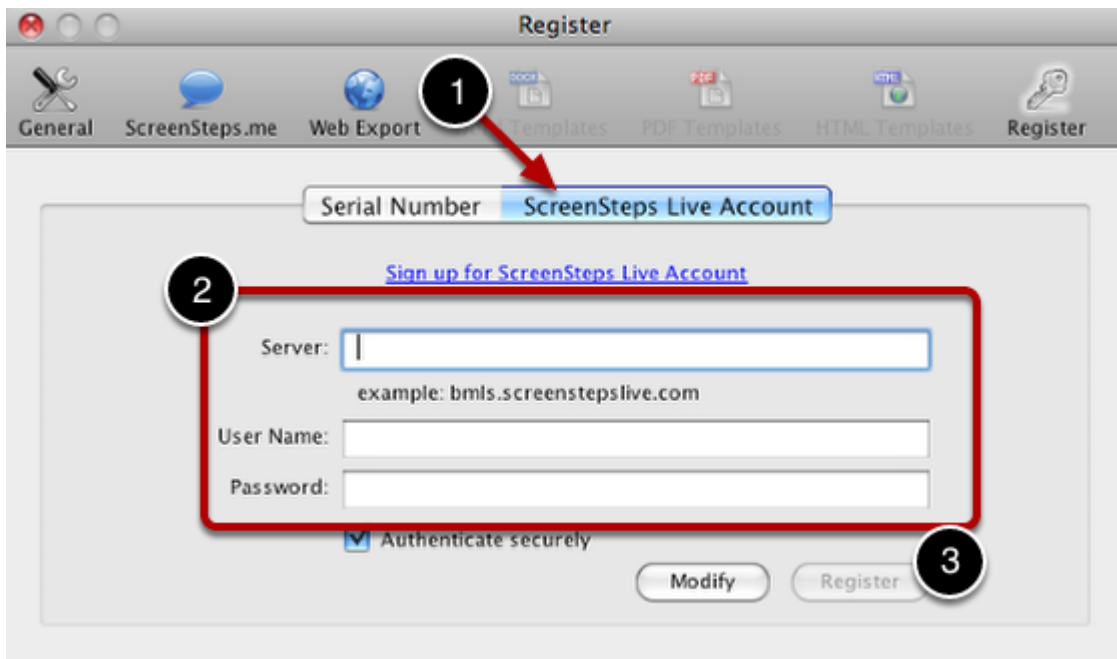 Register
1
General ScreenSteps.me Web Export Templates PDF Templates HTML Templates Register
Serial Number ScreenSteps Live Account
Sign up for ScreenSteps Live Account
2
Server:
example: bmls.screenstepslive.com
User Name:
Password:
Authenticate securely
3
Modify Register